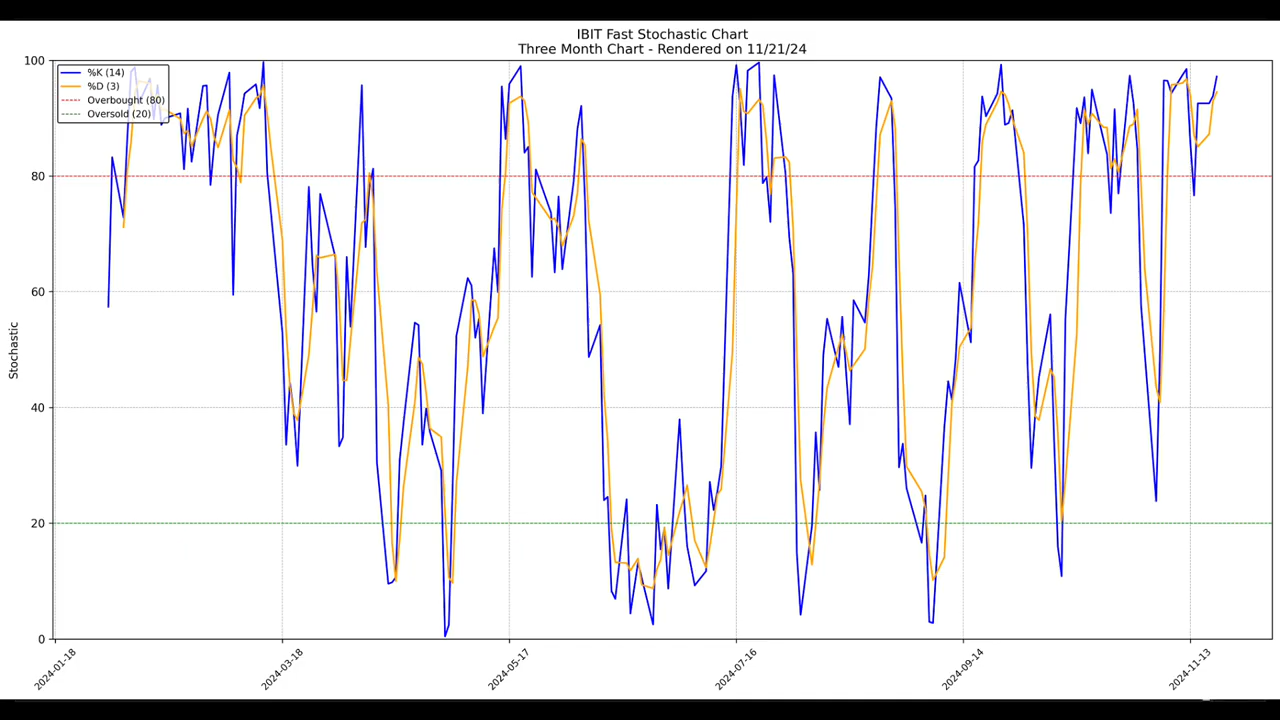 IBIT Fast Stochastic Chart
Three Month Chart - Rendered on 11/21/24
%K (14)
%D (3)
Overbought (80)
Oversold (20)
Stochastic
100
80
60
40
20
0
2024-01-18
2024-03-18
2024-05-17
2024-07-16
2024-09-14
2024-11-13